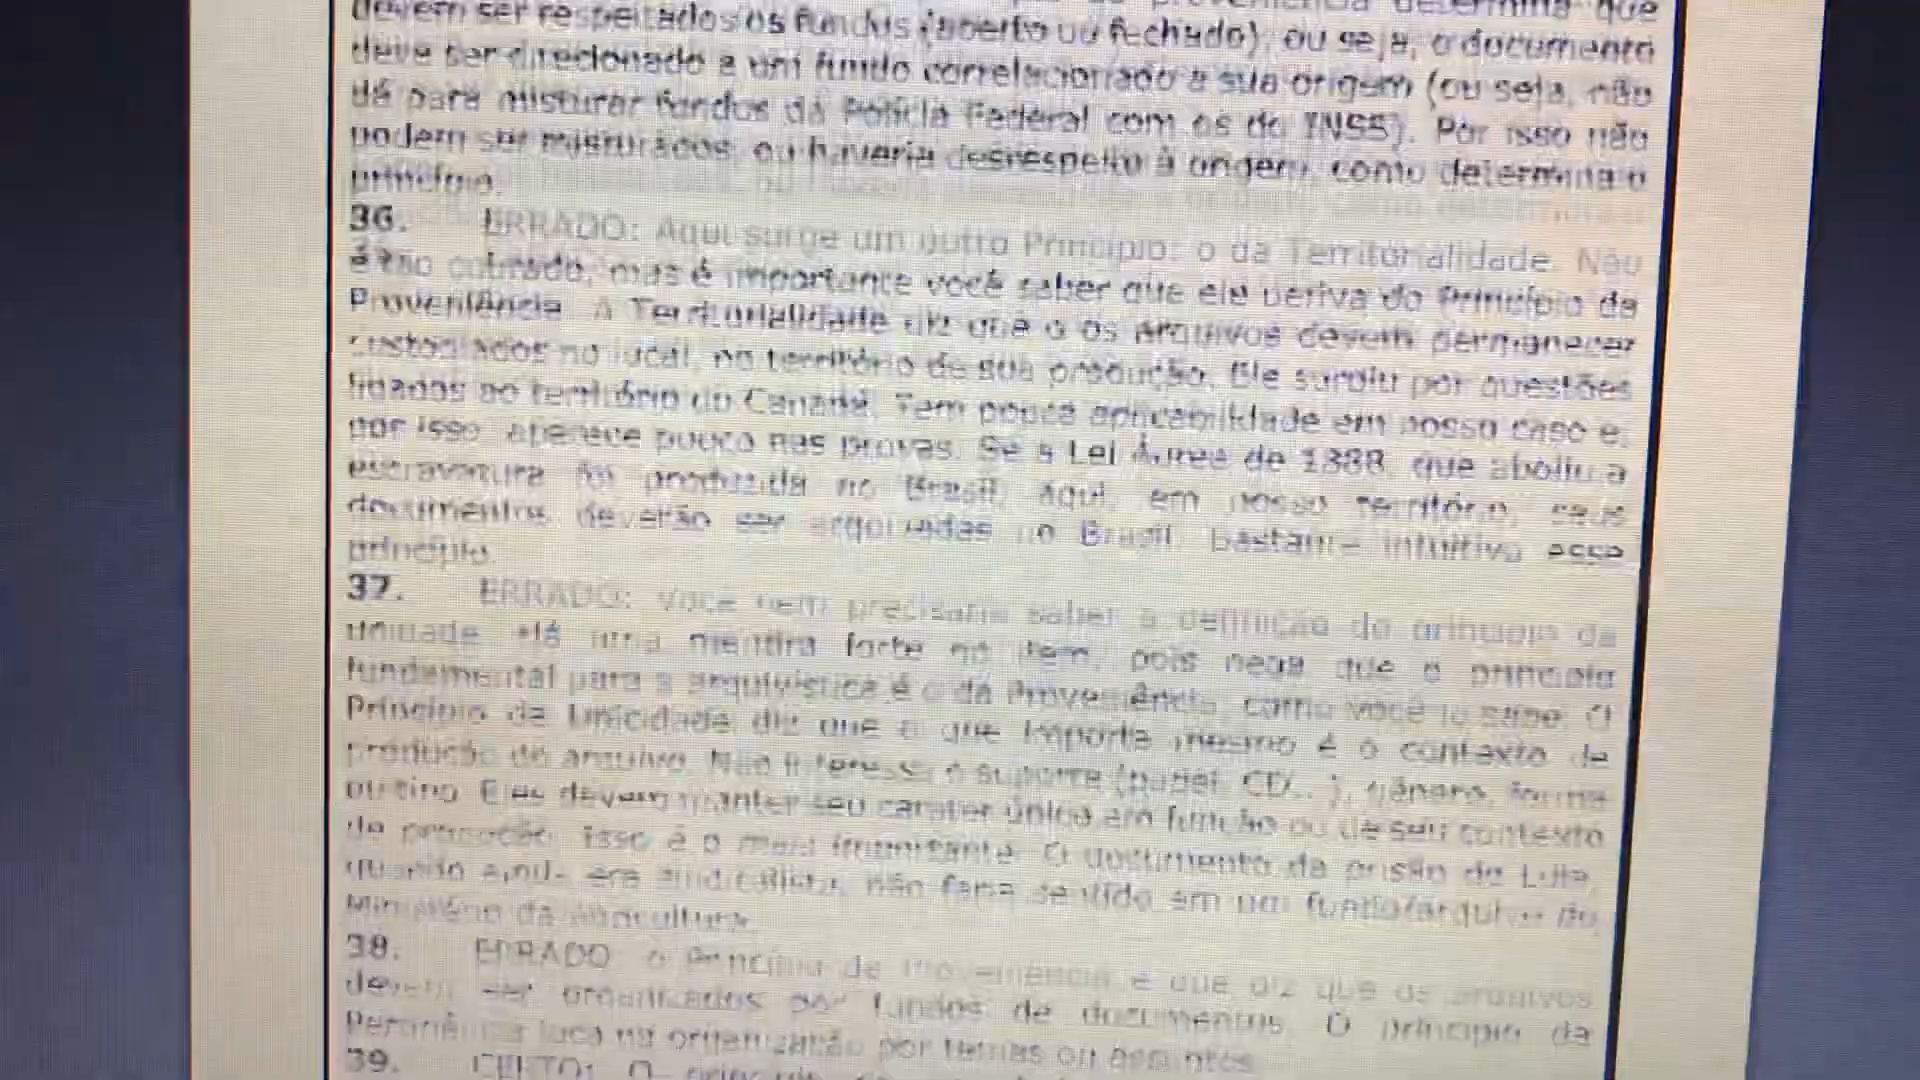 devem ser respeitados os fundos (aberto ou fechado), ou seja, o documento
deve ser direcionado a um fundo correlacionado a sua origem (ou seja, não
dá para misturar fundos da Polícia Federal com os do INSS). Por isso não
podem ser misturados, ou haveria desrespeito à origem, como determina o
princípio.
36. ERRADO: Aqui surge um outro Princípio: o da Territorialidade. Não
é tão cobrado, mas é importante você saber que ele deriva do Princípio da
Proveniência. A Territorialidade diz que o os arquivos devem permanecer
custodiados no local, no território de sua produção. Ele surgiu por questões
ligados ao território do Canadá. Tem pouca aplicabilidade em nosso caso e,
por isso, aparece pouco nas provas. Se a Lei Áurea de 1888, que aboliu a
escravatura foi produzida no Brasil, aqui, em nosso território, seus
documentos deverão ser arquivadas no Brasil, bastante intuitivo esse
princípio.
37. ERRADO: Você nem precisaria saber a definição do princípio da
Há uma mentira forte no item, pois nega que o princípio
fundamental para a arquivística é o da Proveniência, como você já sabe. O
Princípio da Unicidade diz que o que importa mesmo é o contexto de
produção do arquivo. Não interessa o suporte (papel, CD...), gênero, forma
ou tipo. Eles devem manter seu caráter único em função ou de seu contexto
de produção. Isso é o mais importante. O documento da prisão de Lula,
quando ainda era sindicalista, não faria sentido em um fundo/arquivo do
Ministério da Agricultura.
38. ERRADO: o Princípio da Proveniência é que diz que os arquivos
devem ser organizados por fundos de documentos. O princípio da
foca na organização por temas ou assuntos.
39. CERTO: O